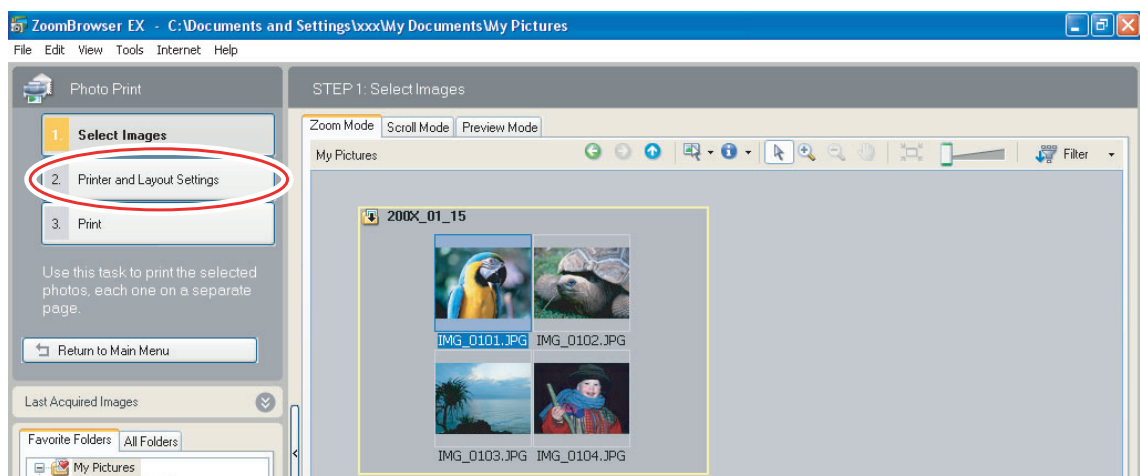 ZoomBrowser EX - C:\Documents and Settings\xxx\My Documents\My Pictures
File Edit View Tools Internet Help
Photo Print
1. Select Images
2. Printer and Layout Settings
3. Print
Use this task to print the selected
photos, each one on a separate
page.
Return to Main Menu
Last Acquired Images
Favorite Folders All Folders
My Pictures
STEP 1: Select Images
Zoom Mode Scroll Mode Preview Mode
My Pictures Filter
200X_01_15
IMG_0101.JPG IMG_0102.JPG
IMG_0103.JPG IMG_0104.JPG